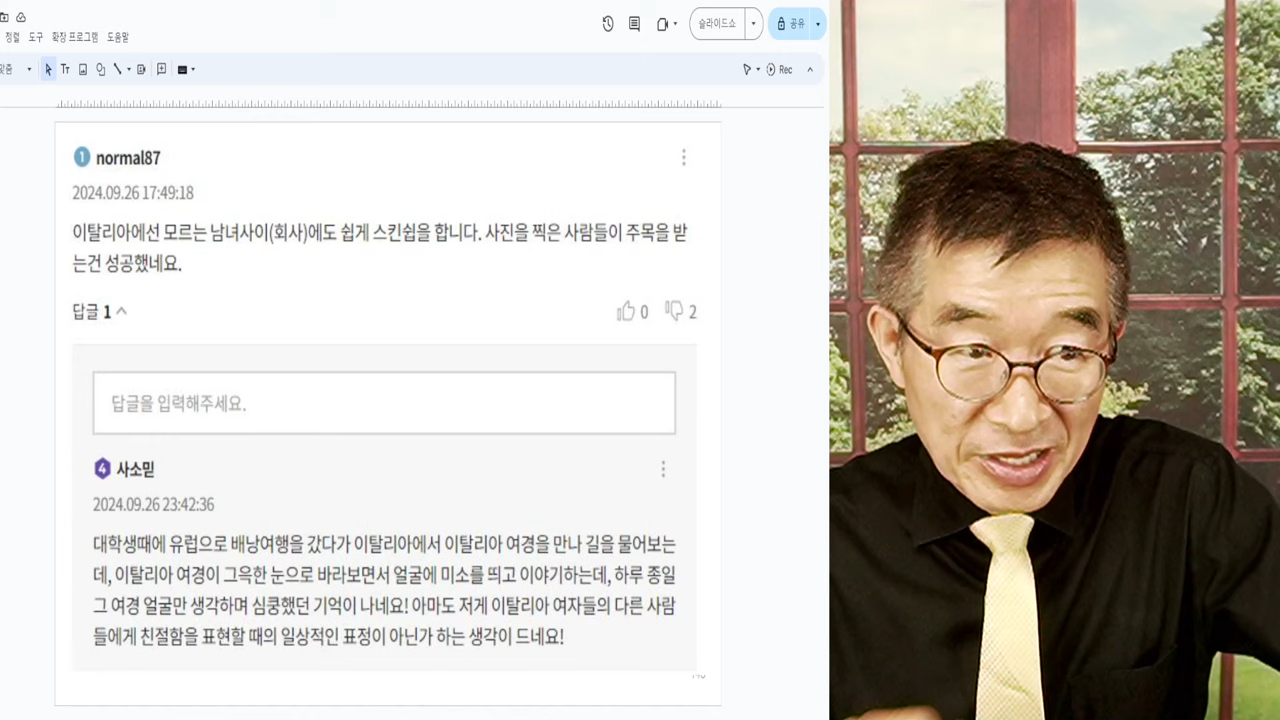 정렬 도구 확장 프로그램 도움말
슬라이드쇼
공유
Rec
1 normal87
2024.09.26 17:49:18
이탈리아에선 모르는 남녀사이(회사)에도 쉽게 스킨쉽을 합니다. 사진을 찍은 사람들이 주목을 받
는건 성공했네요.
답글 1
0 2
답글을 입력해주세요.
4 사소믿
2024.09.26 23:42:36
대학생때에 유럽으로 배낭여행을 갔다가 이탈리아에서 이탈리아 여경을 만나 길을 물어보는
데, 이탈리아 여경이 그윽한 눈으로 바라보면서 얼굴에 미소를 띄고 이야기하는데, 하루 종일
그 여경 얼굴만 생각하며 심쿵했던 기억이 나네요! 아마도 저게 이탈리아 여자들의 다른 사람
들에게 친절함을 표현할 때의 일상적인 표정이 아닌가 하는 생각이 드네요!